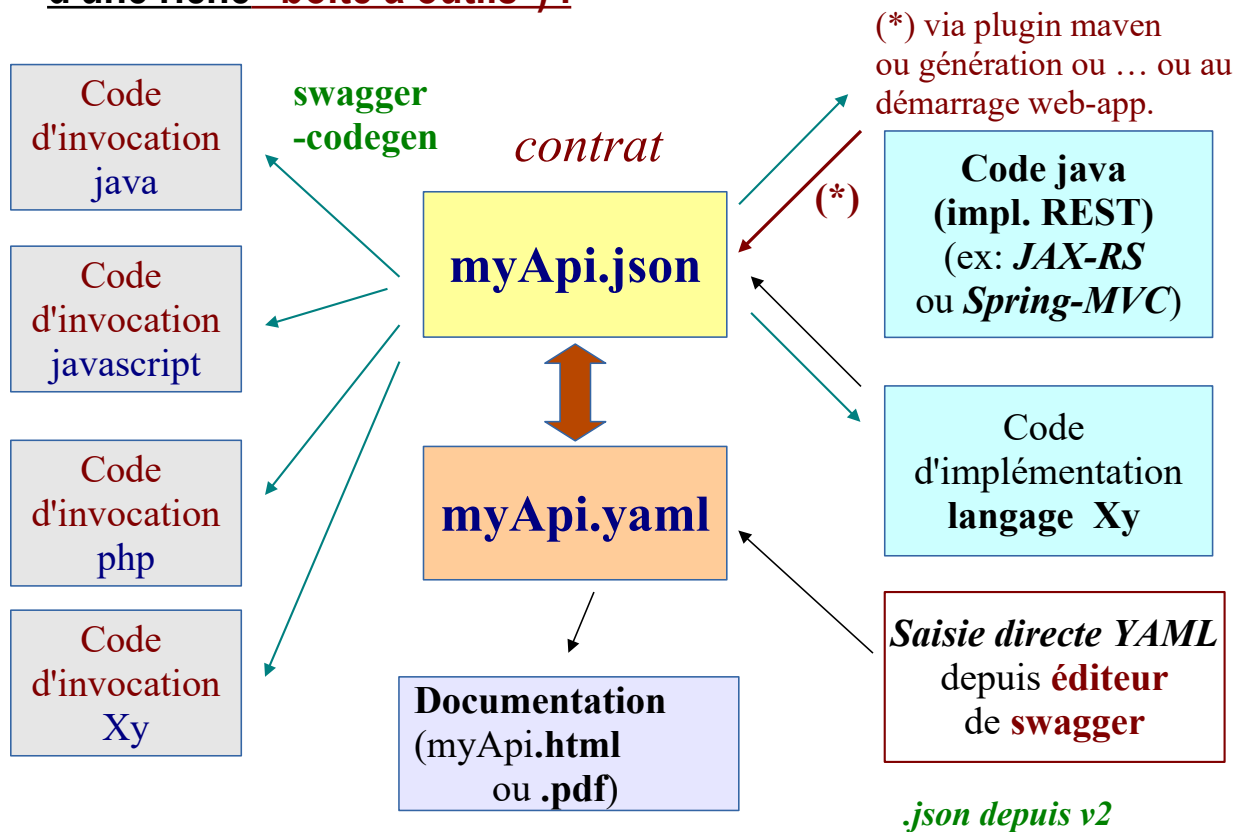 (*) via plugin maven
ou génération ou … ou au
démarrage web-app.
Code
d'invocation
java
swagger
-codegen
contrat
(*)
Code java
(impl. REST)
(ex: JAX-RS
ou Spring-MVC)
myApi.json
Code
d'invocation
javascript
Code
d'implémentation
langage Xy
Code
d'invocation
php
myApi.yaml
Saisie directe YAML
depuis éditeur
de swagger
Code
d'invocation
Xy
Documentation
(myApi.html
ou .pdf)
.json depuis v2